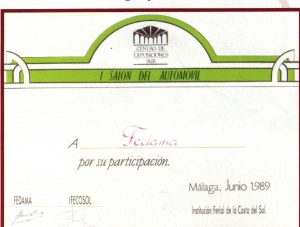 CENTRO DE
EXPOSICIONES
SUR
I SALON DEL AUTOMOVIL
A Fedama
por su participación.
Málaga, Junio 1989
FEDAMA IFECOSOL
Institución Ferial de la Costa del Sol.